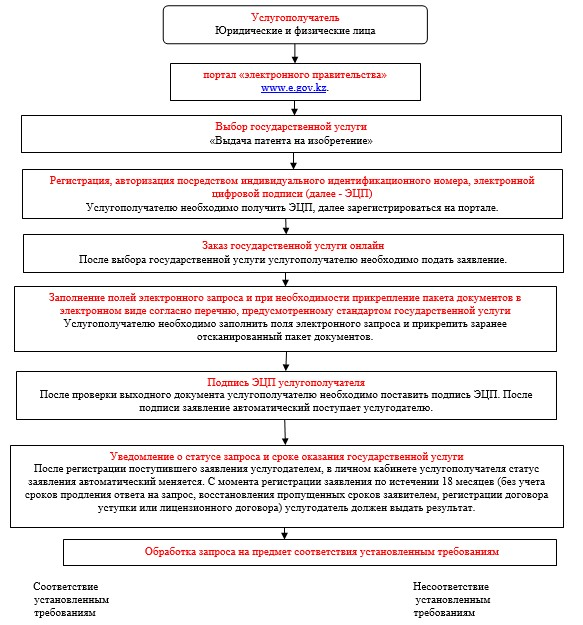 Услугополучатель
Юридические и физические лица
портал «электронного правительства»
www.e.gov.kz.
Выбор государственной услуги
«Выдача патента на изобретение»
Регистрация, авторизация посредством индивидуального идентификационного номера, электронной
цифровой подписи (далее - ЭЦП)
Услугополучателю необходимо получить ЭЦП, далее зарегистрироваться на портале.
Заказ государственной услуги онлайн
После выбора государственной услуги услугополучателю необходимо подать заявление.
Заполнение полей электронного запроса и при необходимости прикрепление пакета документов в
электронном виде согласно перечню, предусмотренному стандартом государственной услуги
Услугополучателю необходимо заполнить поля электронного запроса и прикрепить заранее
отсканированный пакет документов.
Подпись ЭЦП услугополучателя
После проверки выходного документа услугополучателю необходимо поставить подпись ЭЦП. После
подписи заявление автоматический поступает услугодателю.
Уведомление о статусе запроса и сроке оказания государственной услуги
После регистрации поступившего заявления услугодателем, в личном кабинете услугополучателя статус
заявления автоматический меняется. С момента регистрации заявления по истечении 18 месяцев (без учета
сроков продления ответа на запрос, восстановления пропущенных сроков заявителем, регистрации договора
уступки или лицензионного договора) услугодатель должен выдать результат.
Обработка запроса на предмет соответствия установленным требованиям
Соответствие
установленным
требованиям
Несоответствие
установленным
требованиям